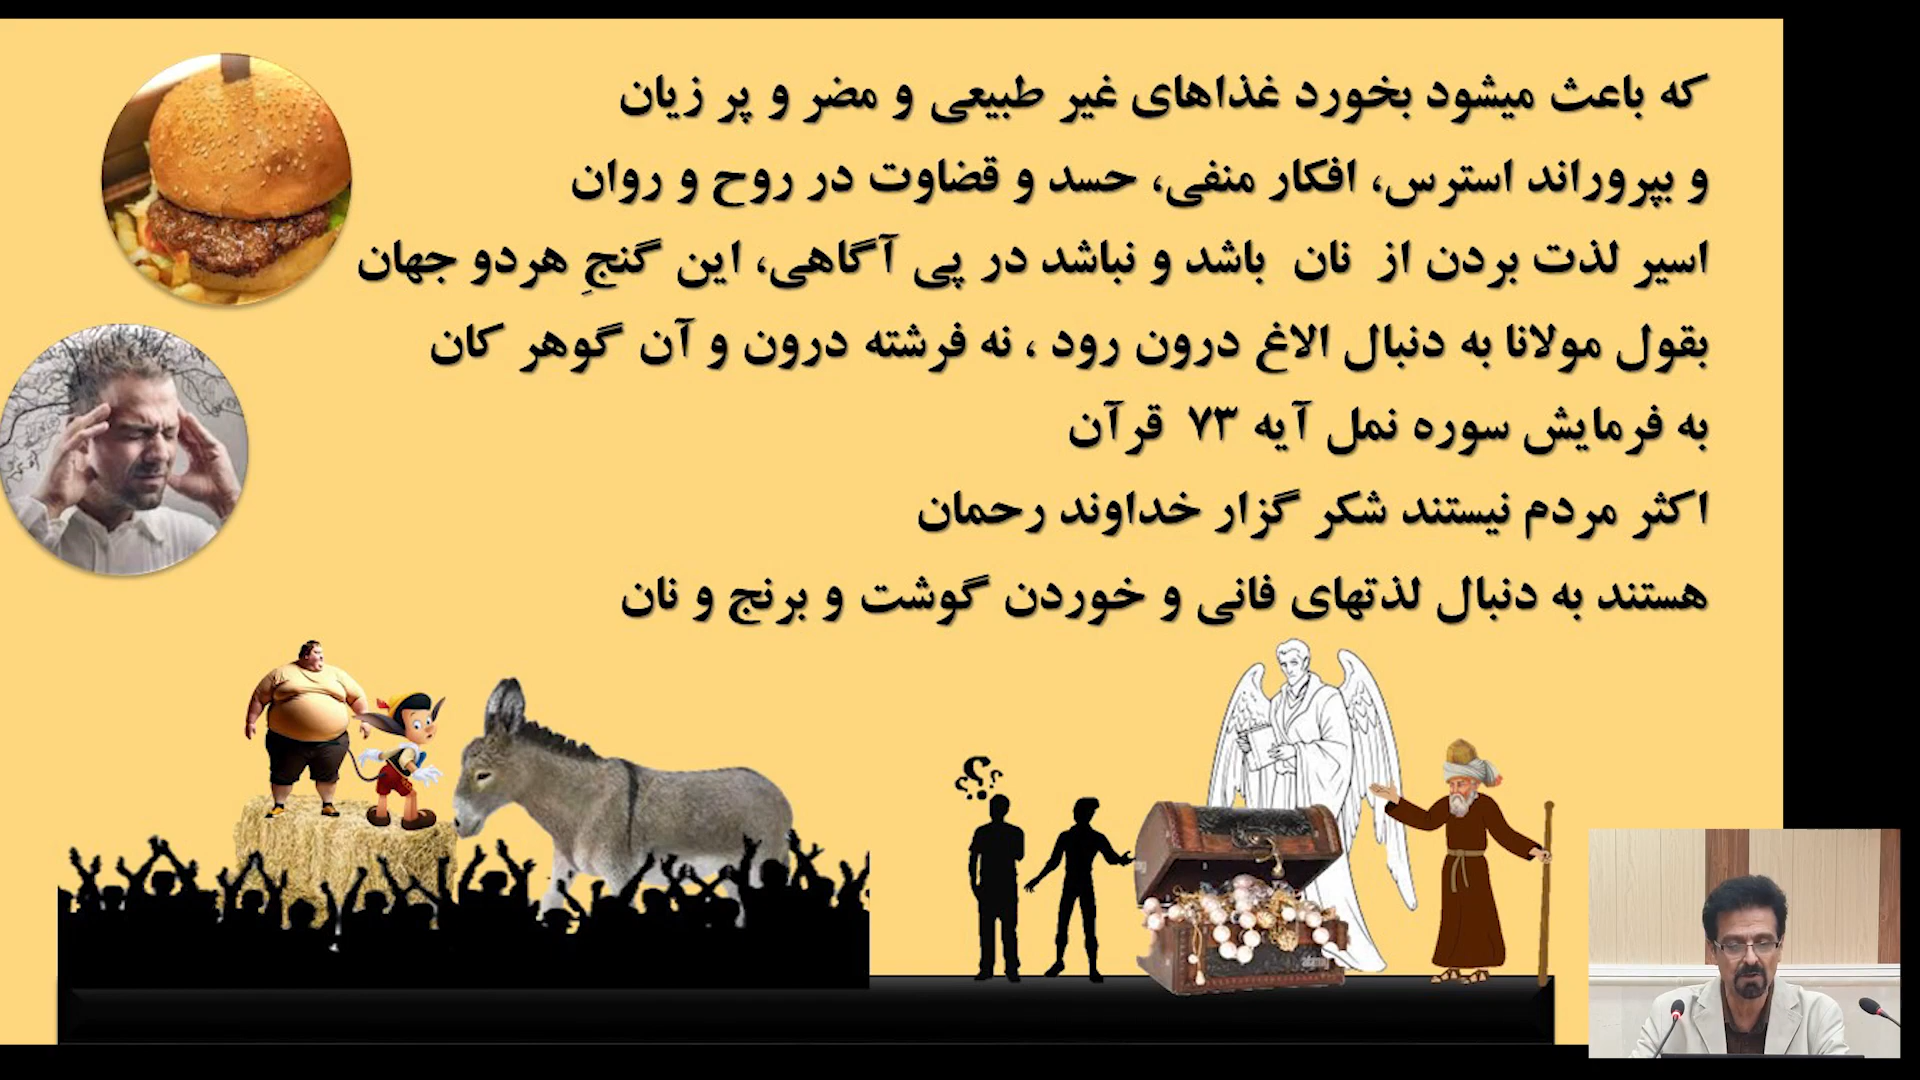 که باعث میشود بخورد غذاهای غیر طبیعی و مضر و پر زیان
و بپروراند استرس، افکار منفی، حسد و قضاوت در روح و روان
اسیر لذت بردن از نان باشد و نباشد در پی آگاهی، این گنجِ هردو جهان
بقول مولانا به دنبال الاغ درون رود ، نه فرشته درون و آن گوهر کان
به فرمایش سوره نمل آیه ۷۳ قرآن
اکثر مردم نیستند شکر گزار خداوند رحمان
هستند به دنبال لذتهای فانی و خوردن گوشت و برنج و نان